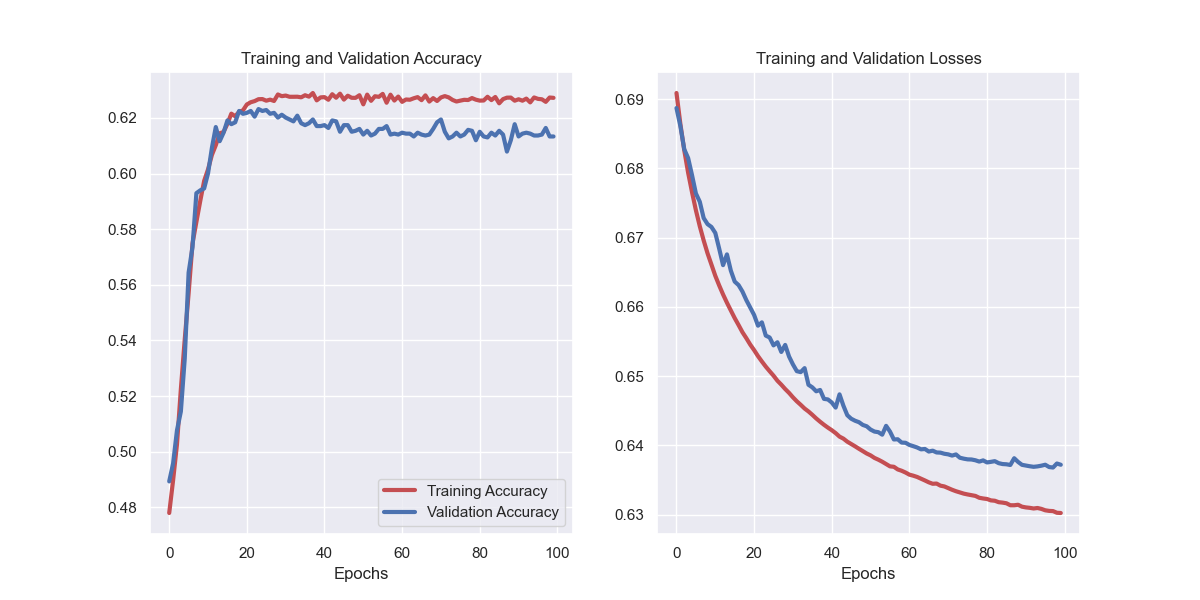 Training and Validation Accuracy
0.62
0.60
0.58
0.56
0.54
0.52
0.50
0.48
0 20 40 60 80 100
Epochs
Training Accuracy
Validation Accuracy
Training and Validation Losses
0.69
0.68
0.67
0.66
0.65
0.64
0.63
0 20 40 60 80 100
Epochs